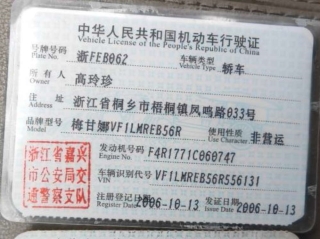 中华人民共和国机动车行驶证
Vehicle License of the People's Republic of China
号牌号码 Plate No. 浙FEB062 车辆类型 Vehicle Type 轿车
所有人 Owner 高玲珍
住址 Address 浙江省桐乡市梧桐镇凤鸣路033号
品牌型号 Model 梅甘娜VF1LMREB56R 使用性质 Use Character 非营运
浙江省嘉兴
市公安局交
通警察支队
发动机号码 Engine No. F4R1771C060747
车辆识别代号 VIN VF1LMREB56R556131
注册登记日期 Register Date 2006-10-13 发证日期 Issue Date 2006-10-13